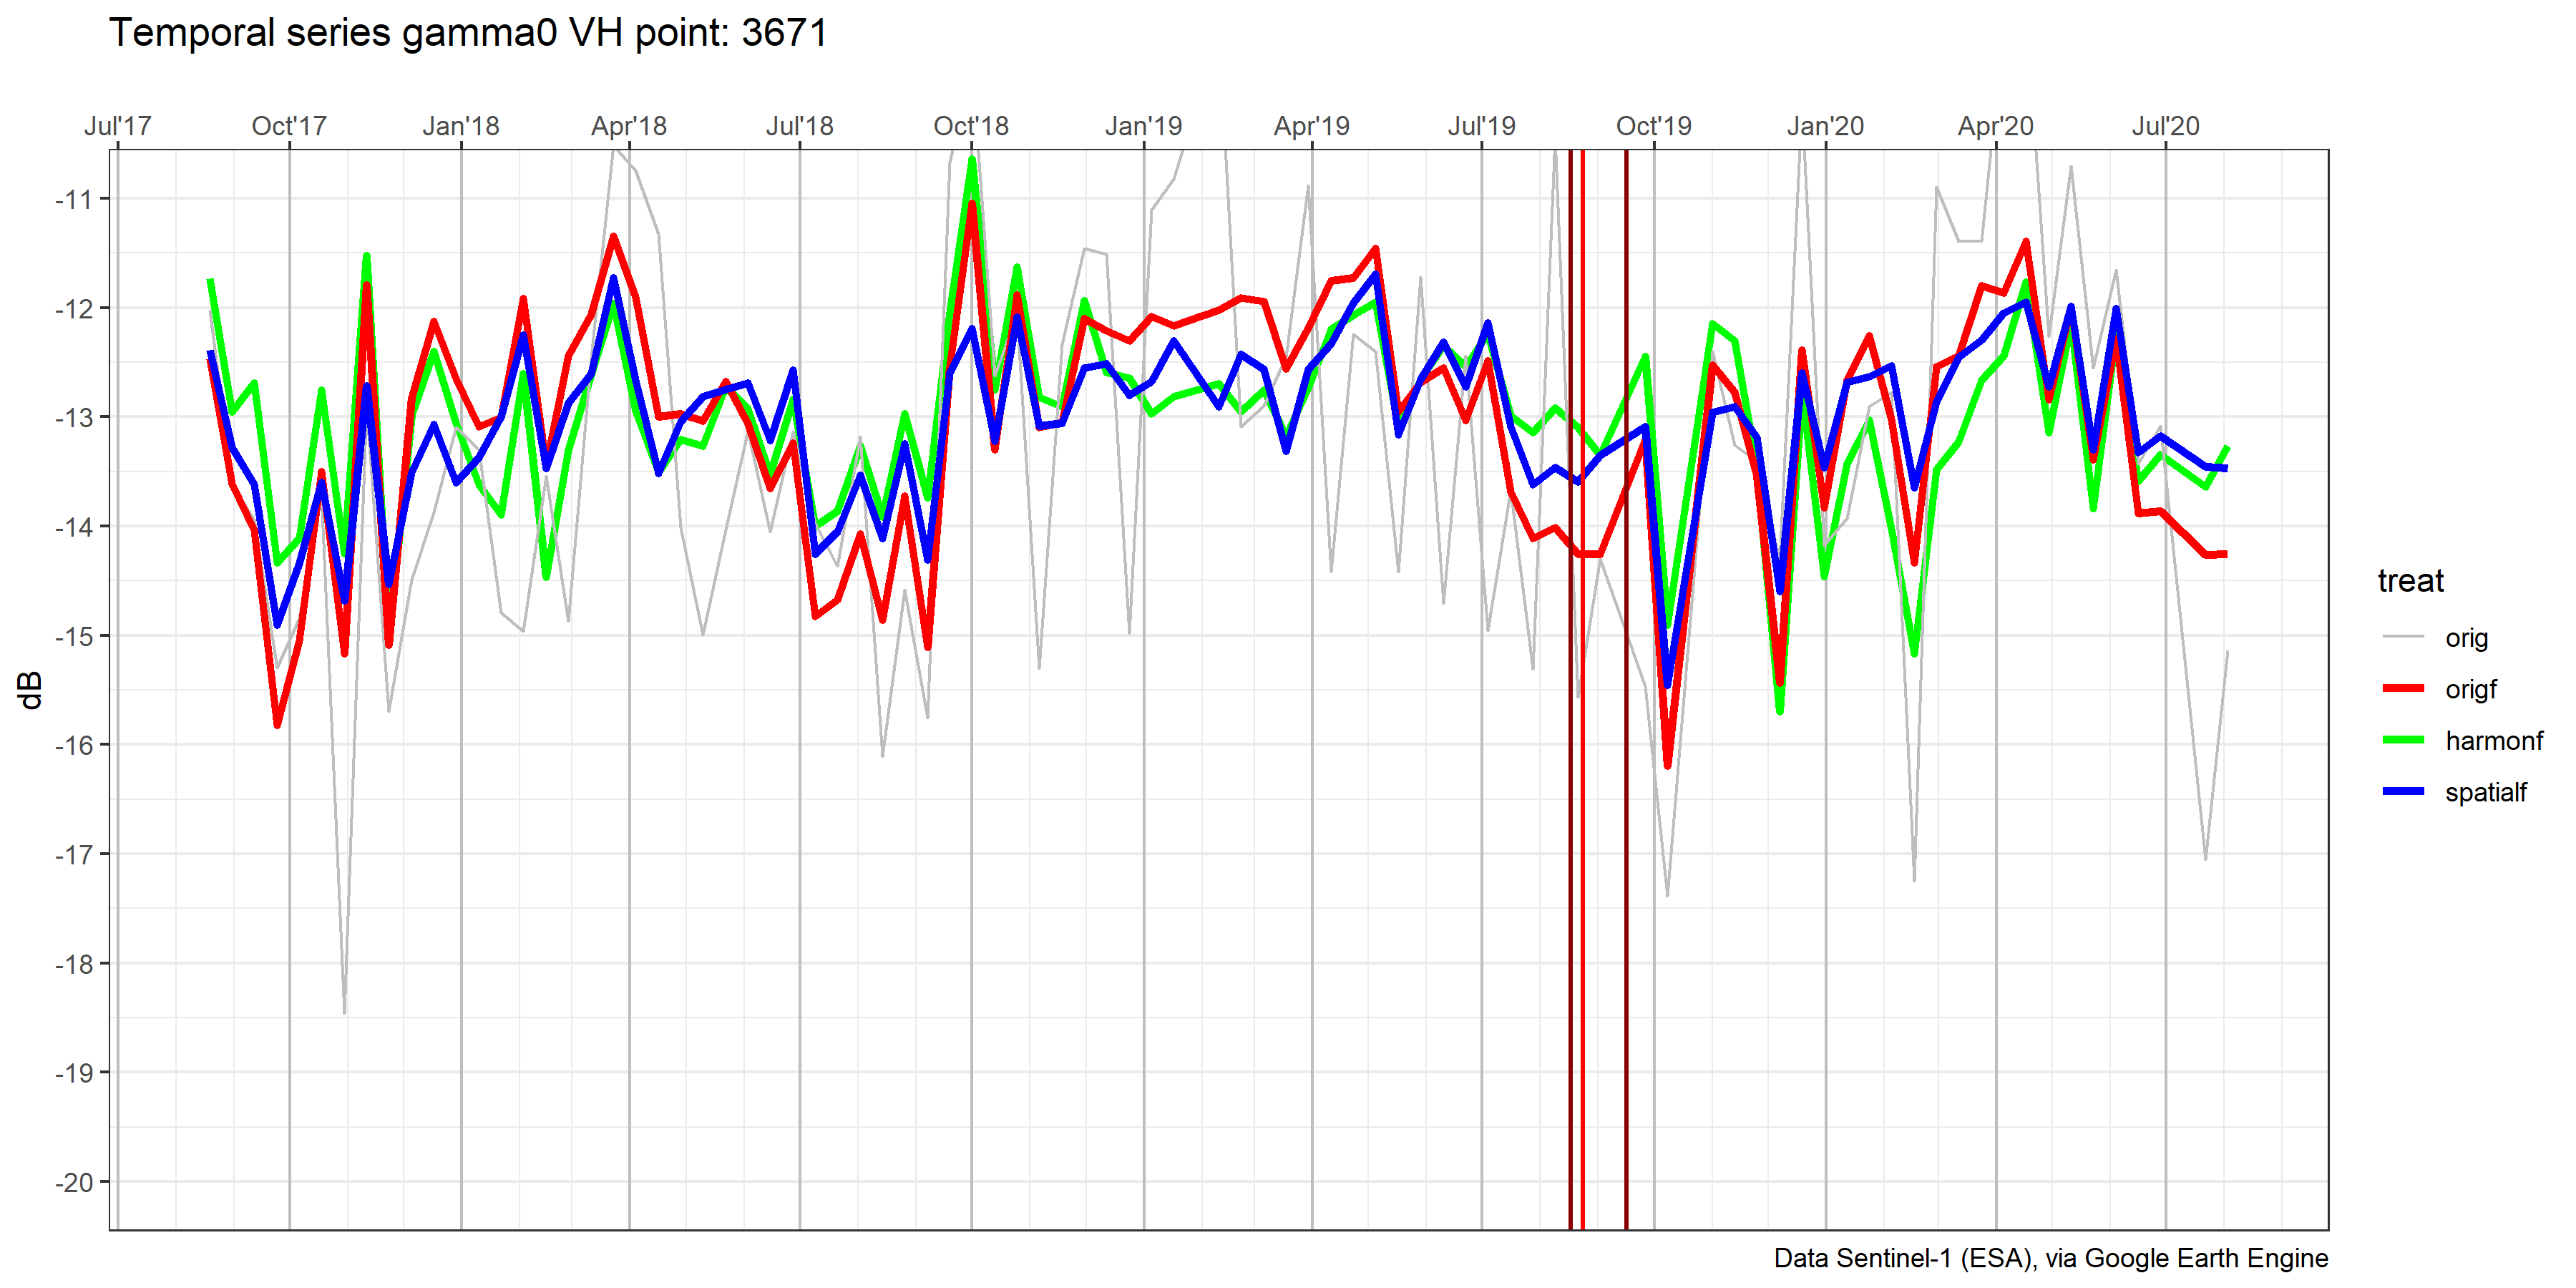 Temporal series gamma0 VH point: 3671
Jul'17 Oct'17 Jan'18 Apr'18 Jul'18 Oct'18 Jan'19 Apr'19 Jul'19 Oct'19 Jan'20 Apr'20 Jul'20
-11
-12
-13
-14
-15
-16
-17
-18
-19
-20
dB
treat
orig
origf
harmonf
spatialf
Data Sentinel-1 (ESA), via Google Earth Engine